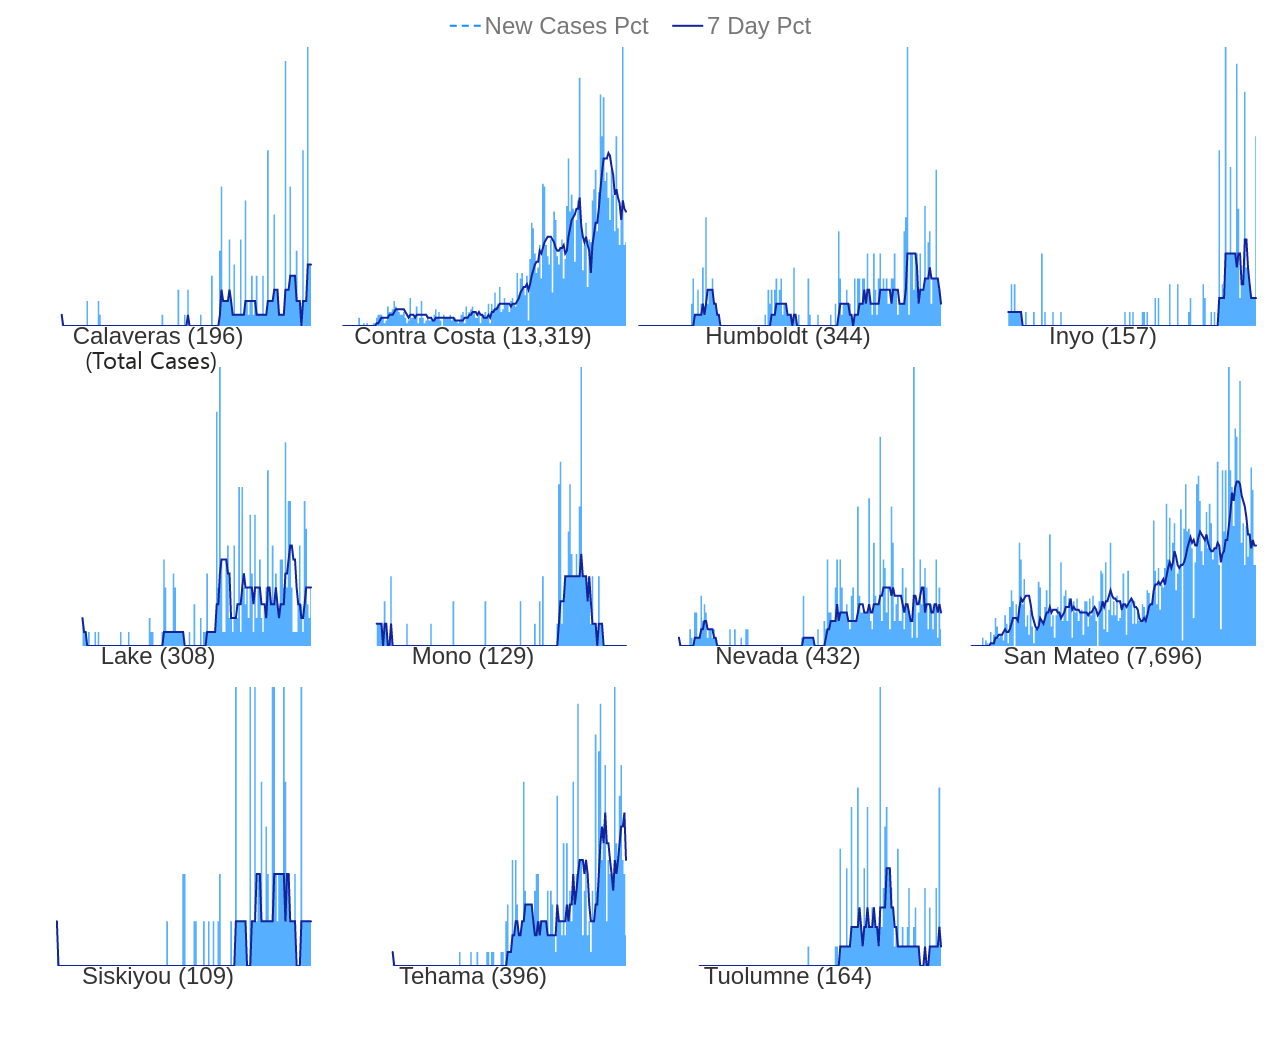 New Cases Pct 7 Day Pct
Calaveras (196) Contra Costa (13,319) Humboldt (344) Inyo (157)
(Total Cases)
Lake (308) Mono (129) Nevada (432) San Mateo (7,696)
Siskiyou (109) Tehama (396) Tuolumne (164)